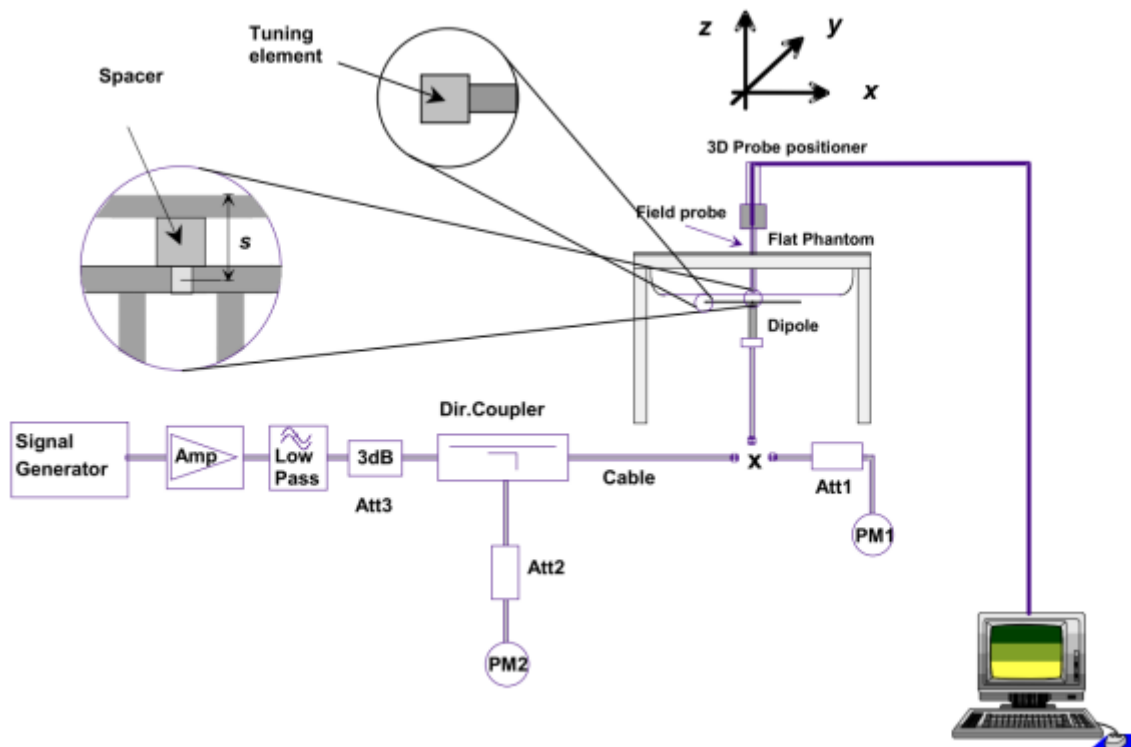 Tuning
element
z
y
x
Spacer
3D Probe positioner
s
Field probe
Flat Phantom
Dipole
Dir.Coupler
Signal
Generator
Amp
Low
Pass
3dB
Att3
Cable
x
Att1
PM1
Att2
PM2